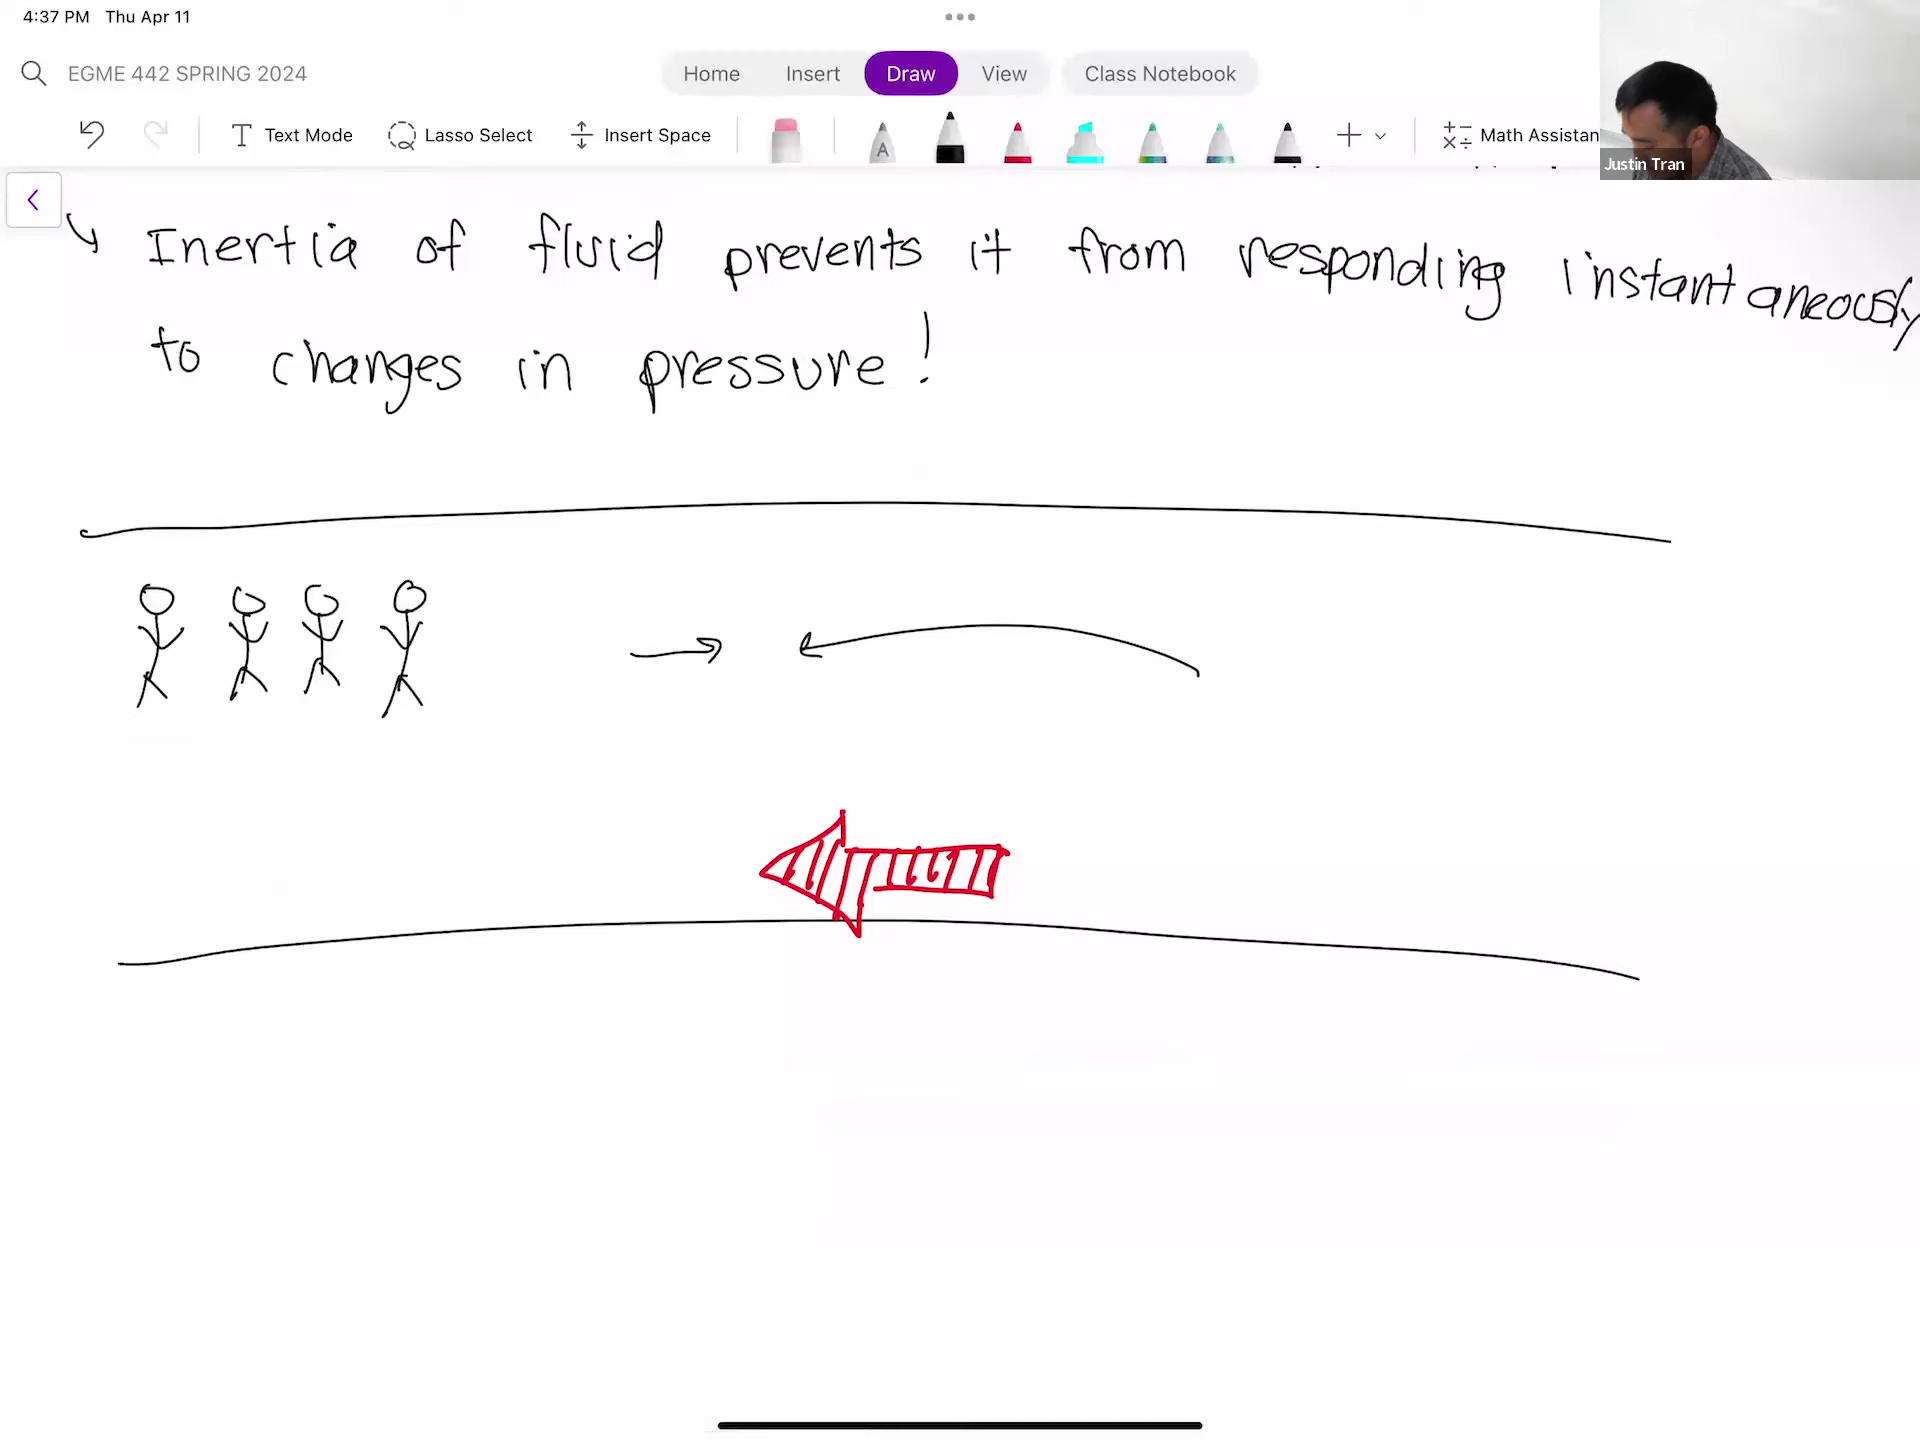 4:37 PM Thu Apr 11
EGME 442 SPRING 2024
Home Insert Draw View Class Notebook
Text Mode Lasso Select Insert Space A Math Assistan
Justin Tran
Inertia of fluid prevents it from responding instantaneously
to changes in pressure!